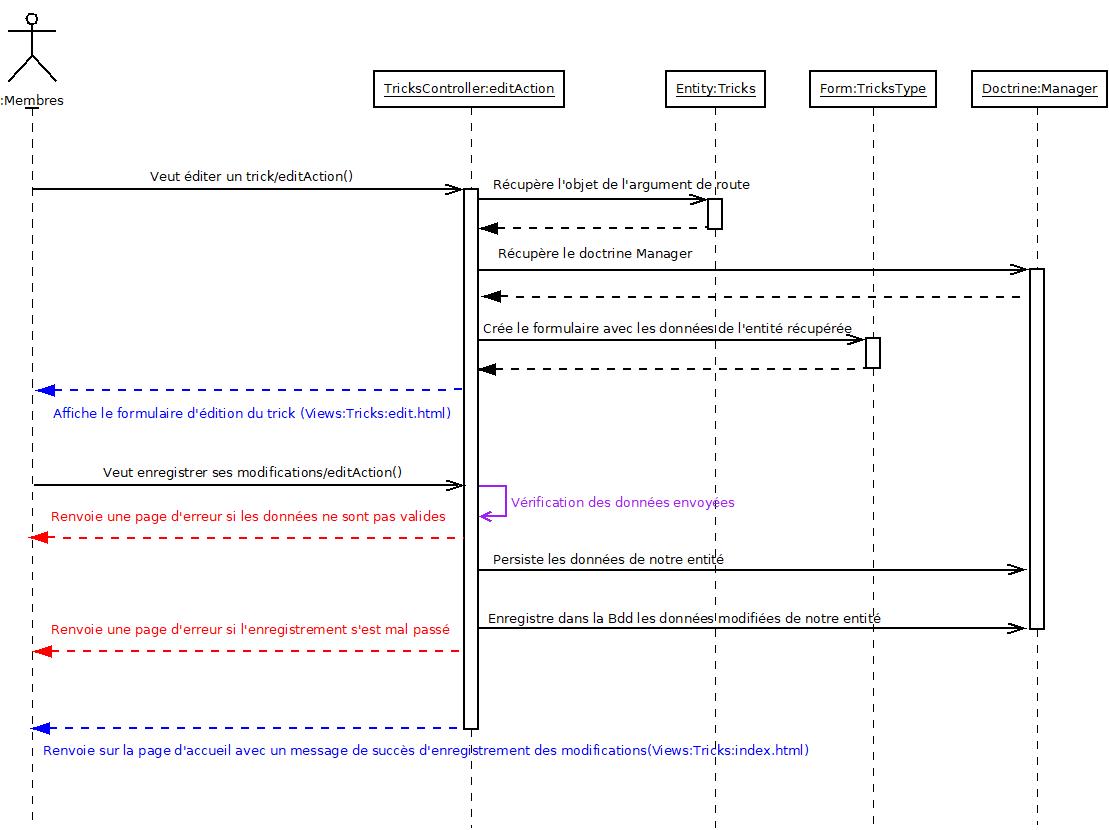 :Membres
TricksController:editAction
Entity:Tricks
Form:TricksType
Doctrine:Manager
Veut éditer un trick/editAction()
Récupère l'objet de l'argument de route
Récupère le doctrine Manager
Crée le formulaire avec les données de l'entité récupérée
Affiche le formulaire d'édition du trick (Views:Tricks:edit.html)
Veut enregistrer ses modifications/editAction()
Vérification des données envoyées
Renvoie une page d'erreur si les données ne sont pas valides
Persiste les données de notre entité
Enregistre dans la Bdd les données modifiées de notre entité
Renvoie une page d'erreur si l'enregistrement s'est mal passé
Renvoie sur la page d'accueil avec un message de succès d'enregistrement des modifications(Views:Tricks:index.html)